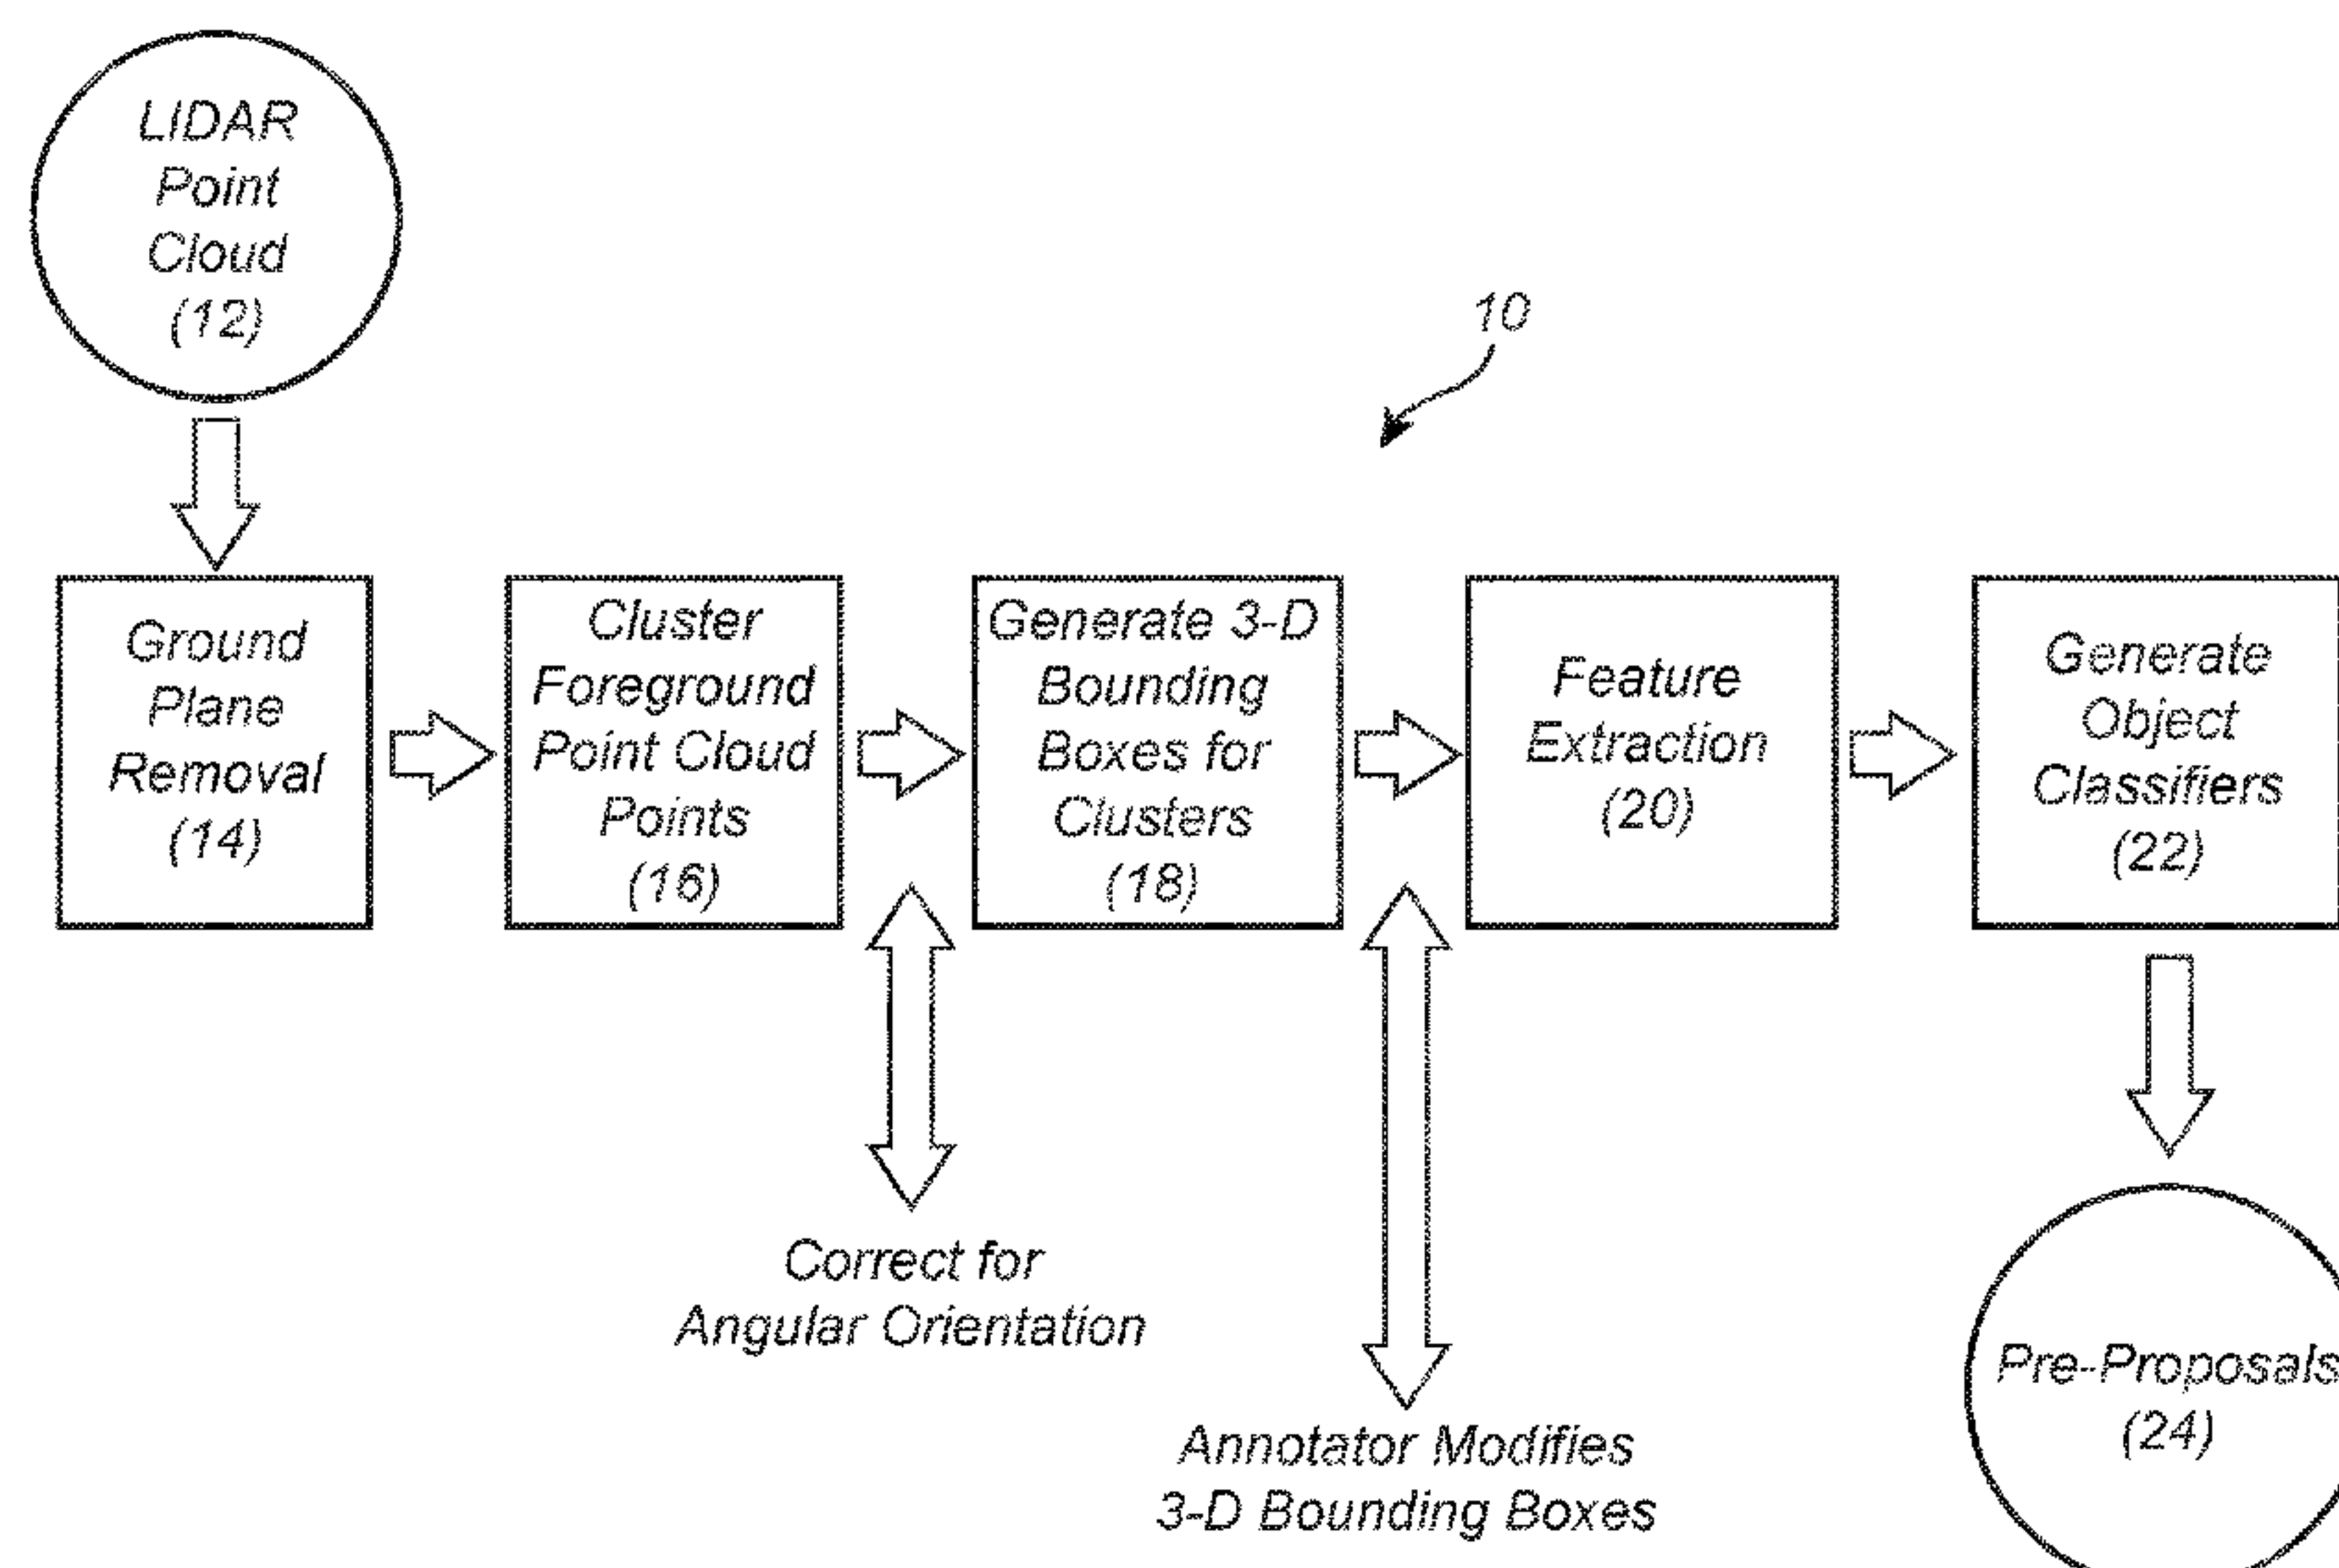 LIDAR
Point
Cloud
(12)
10
Ground
Plane
Removal
(14)
Cluster
Foreground
Point Cloud
Points
(16)
Generate 3-D
Bounding
Boxes for
Clusters
(18)
Feature
Extraction
(20)
Generate
Object
Classifiers
(22)
Correct for
Angular Orientation
Annotator Modifies
3-D Bounding Boxes
Pre-Proposals
(24)